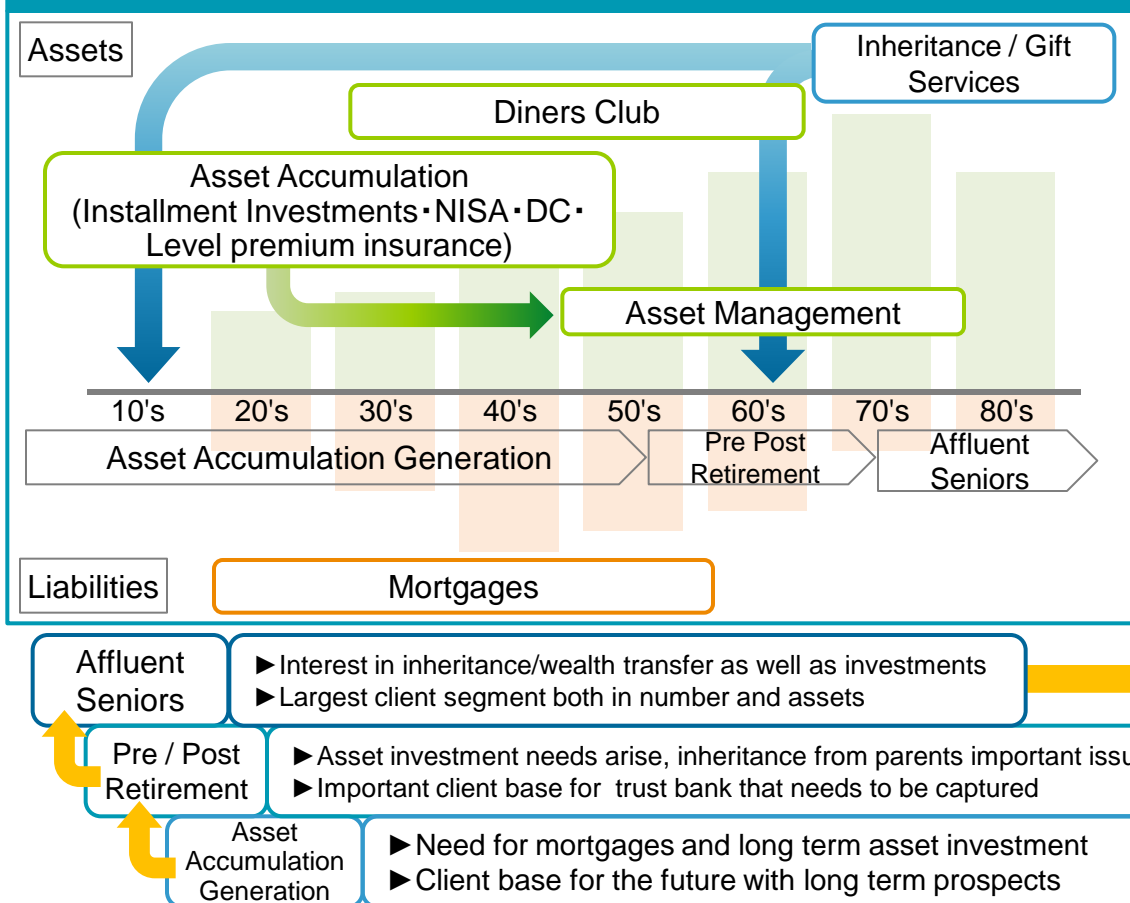 Assets
Inheritance / Gift
Services
Diners Club
Asset Accumulation
(Installment Investments・NISA・DC・
Level premium insurance)
Asset Management
10's 20's 30's 40's 50's 60's 70's 80's
Asset Accumulation Generation
Pre Post
Retirement
Affluent
Seniors
Liabilities
Mortgages
Affluent
Seniors
►Interest in inheritance/wealth transfer as well as investments
►Largest client segment both in number and assets
Pre / Post
Retirement
►Asset investment needs arise, inheritance from parents important issu
►Important client base for trust bank that needs to be captured
Asset
Accumulation
Generation
►Need for mortgages and long term asset investment
►Client base for the future with long term prospects